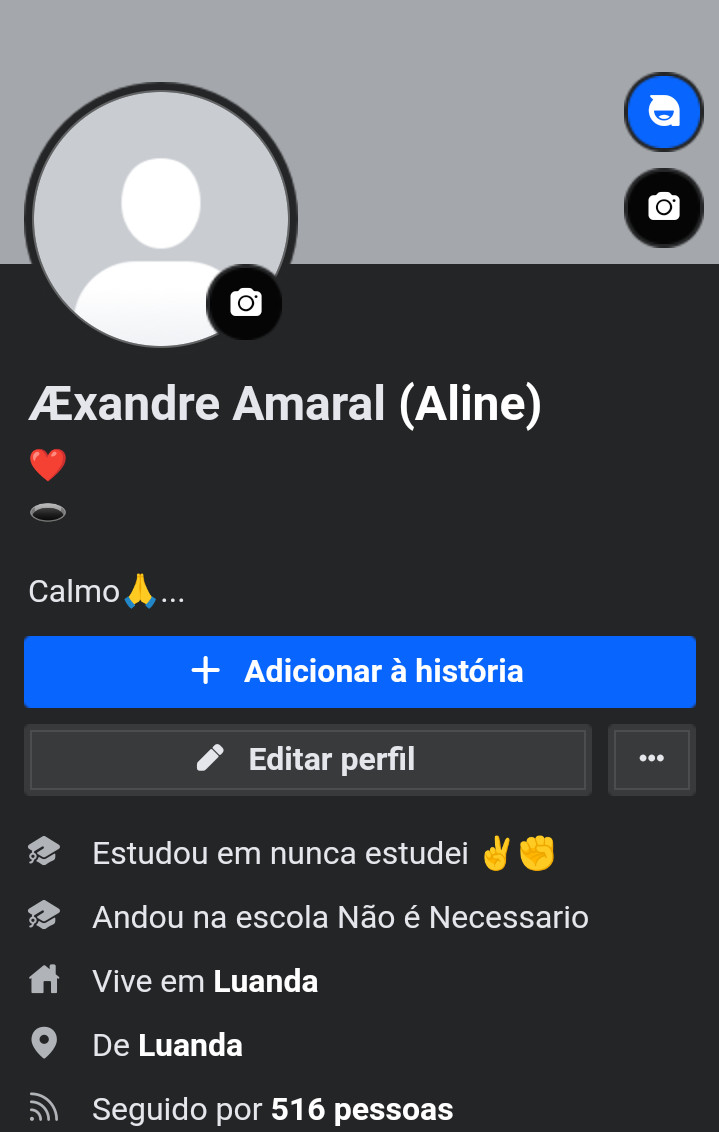 Æxandre Amaral (Aline)
❤️
🕳️
Calmo🙏...
Adicionar à história
Editar perfil
Estudou em nunca estudei ✌️✊
Andou na escola Não é Necessario
Vive em Luanda
De Luanda
Seguido por 516 pessoas